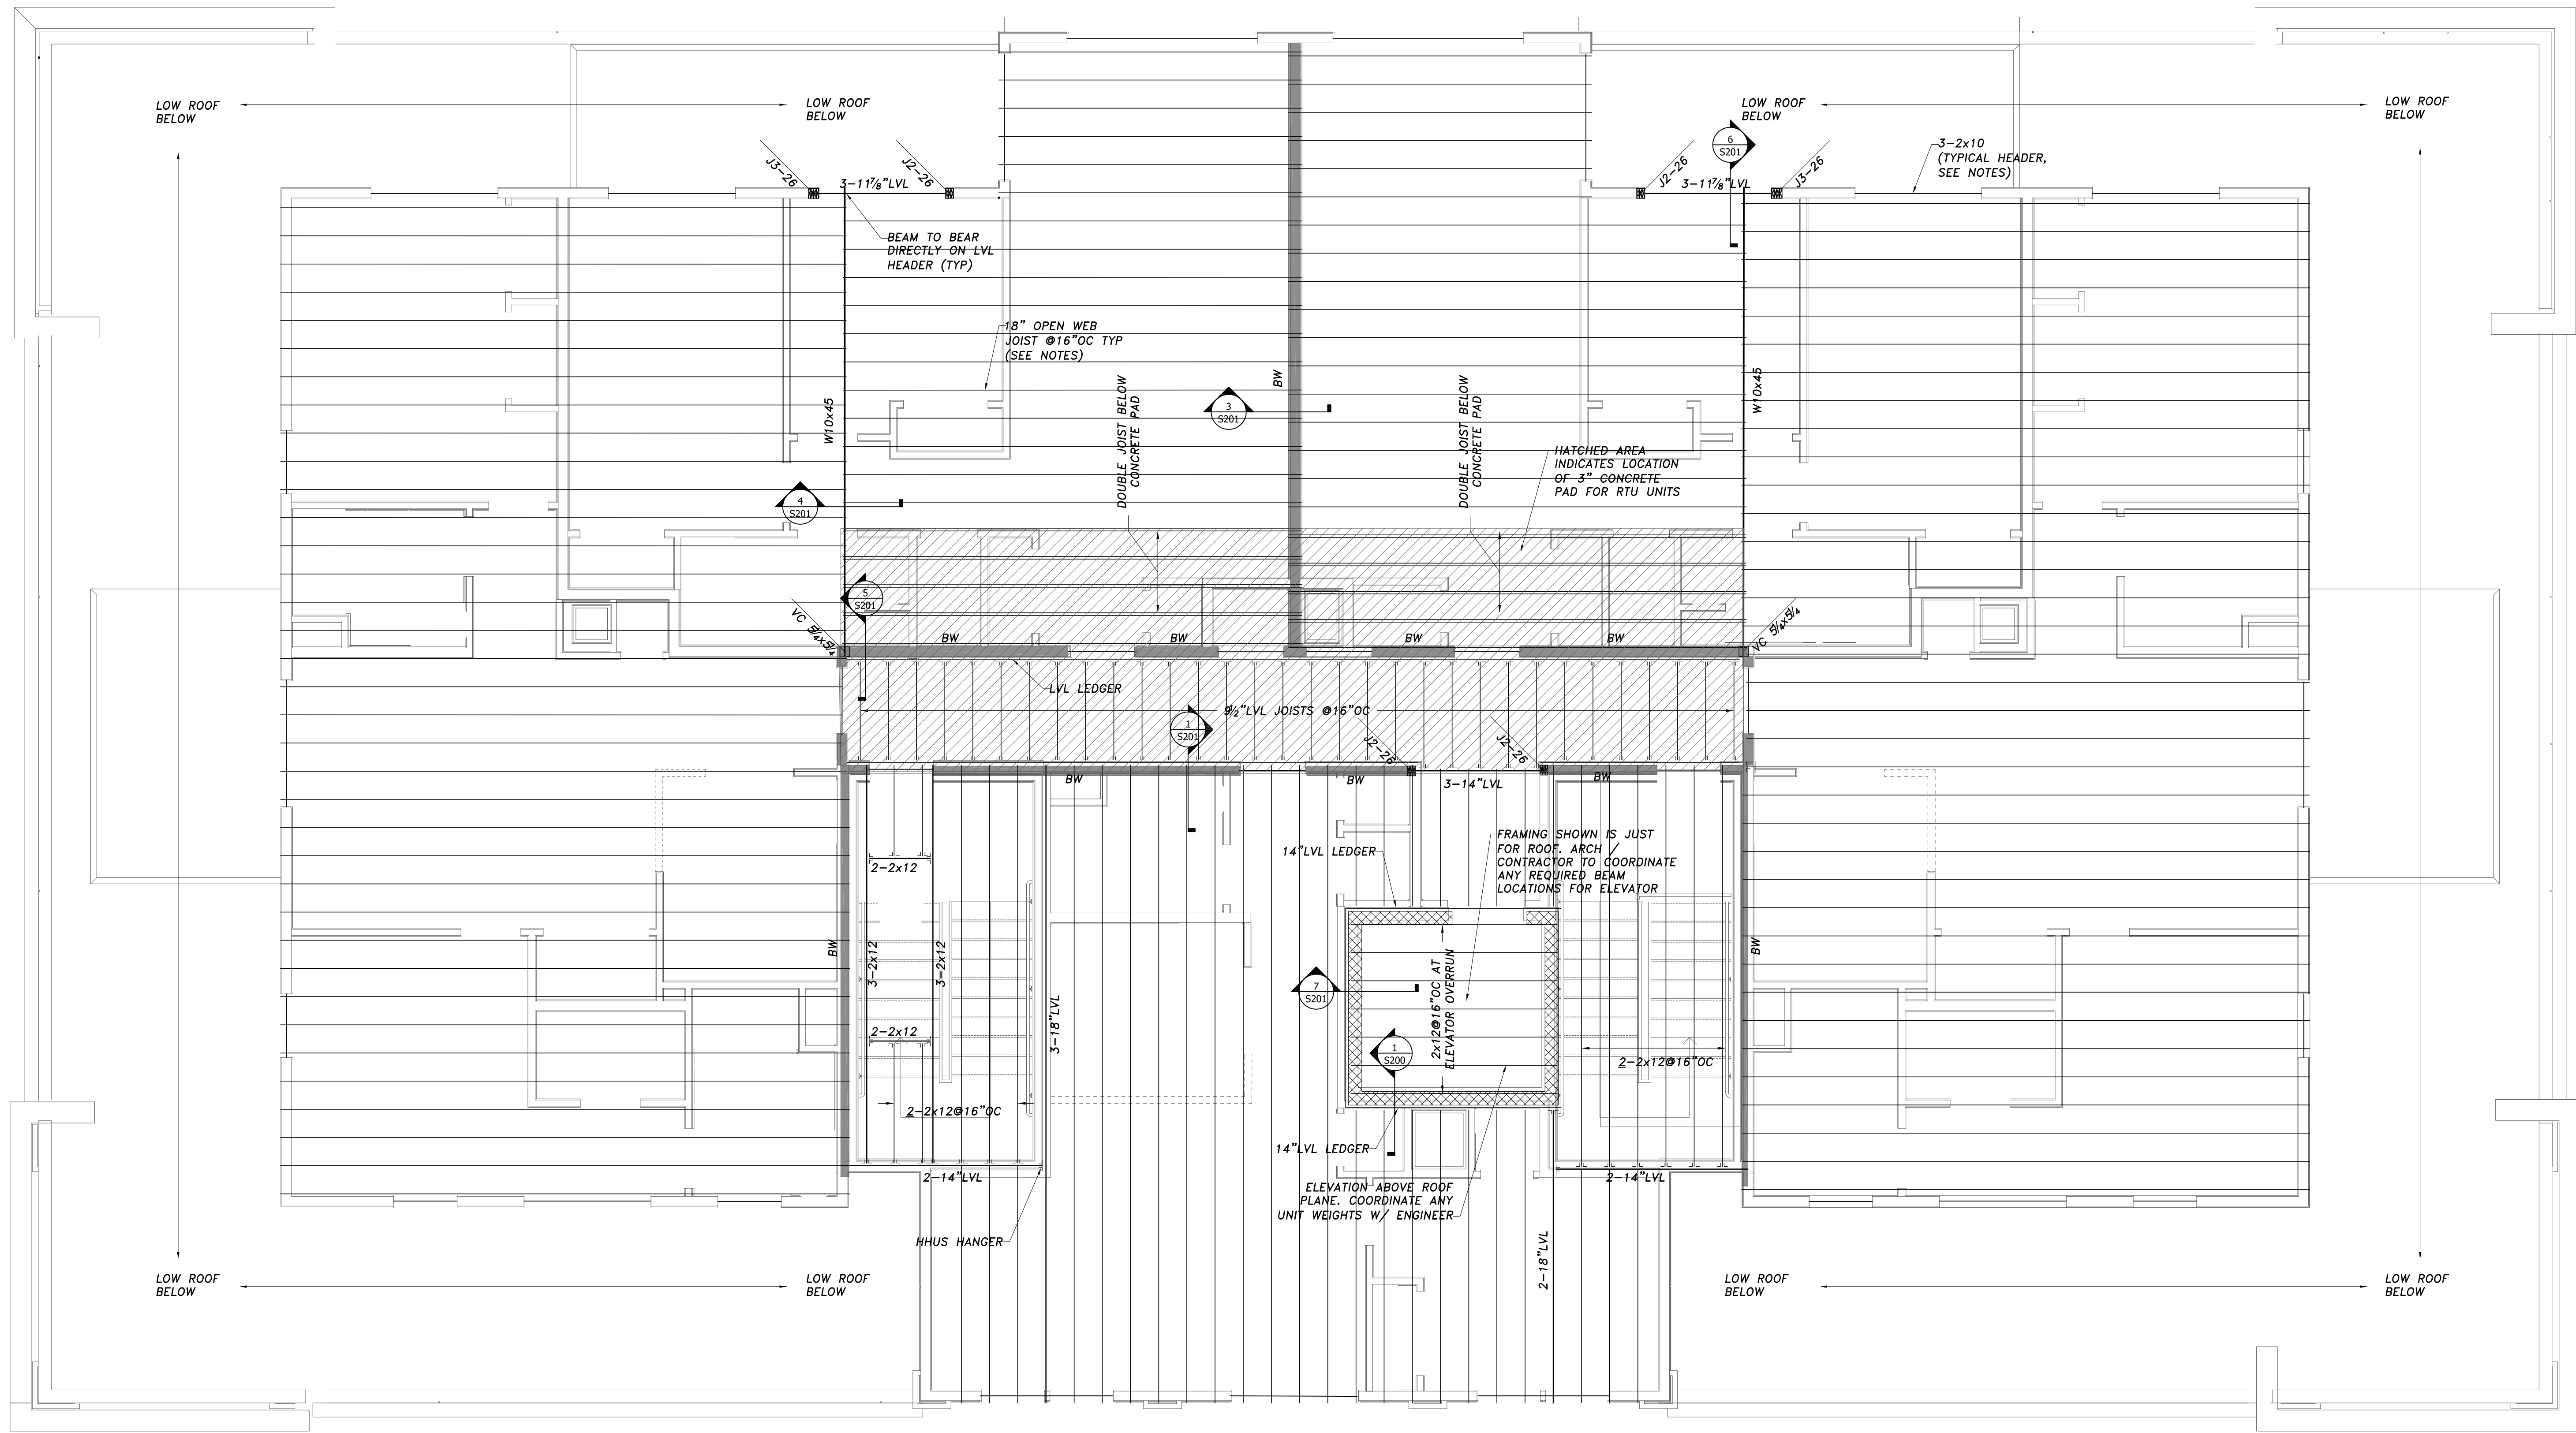 LOW ROOF
BELOW
LOW ROOF
BELOW
LOW ROOF
BELOW
LOW ROOF
BELOW
J3-26
J2-26
3-11⅞"LVL
6
S201
J2-26
3-11⅞"LVL
J3-26
3-2x10
(TYPICAL HEADER,
SEE NOTES)
BEAM TO BEAR
DIRECTLY ON LVL
HEADER (TYP)
18" OPEN WEB
JOIST @16"OC TYP
(SEE NOTES)
W10x45
BW
3
S201
DOUBLE JOIST BELOW
CONCRETE PAD
DOUBLE JOIST BELOW
CONCRETE PAD
W10x45
HATCHED AREA
INDICATES LOCATION
OF 3" CONCRETE
PAD FOR RTU UNITS
4
S201
5
S201
VC 5¼x5¼
BW
BW
BW
BW
VC 5¼x5¼
LVL LEDGER
9½"LVL JOISTS @16"OC
1
S201
J2-26
J2-26
BW
BW
BW
3-14"LVL
FRAMING SHOWN IS JUST
FOR ROOF. ARCH /
CONTRACTOR TO COORDINATE
ANY REQUIRED BEAM
LOCATIONS FOR ELEVATOR
14"LVL LEDGER
2-2x12
BW
3-2x12
3-2x12
3-18"LVL
2-2x12
2-2x12@16"OC
7
S201
1
S200
2x12@16"OC AT
ELEVATOR OVERRUN
2-2x12@16"OC
BW
14"LVL LEDGER
2-14"LVL
2-14"LVL
ELEVATION ABOVE ROOF
PLANE. COORDINATE ANY
UNIT WEIGHTS W/ ENGINEER
HHUS HANGER
2-18"LVL
LOW ROOF
BELOW
LOW ROOF
BELOW
LOW ROOF
BELOW
LOW ROOF
BELOW